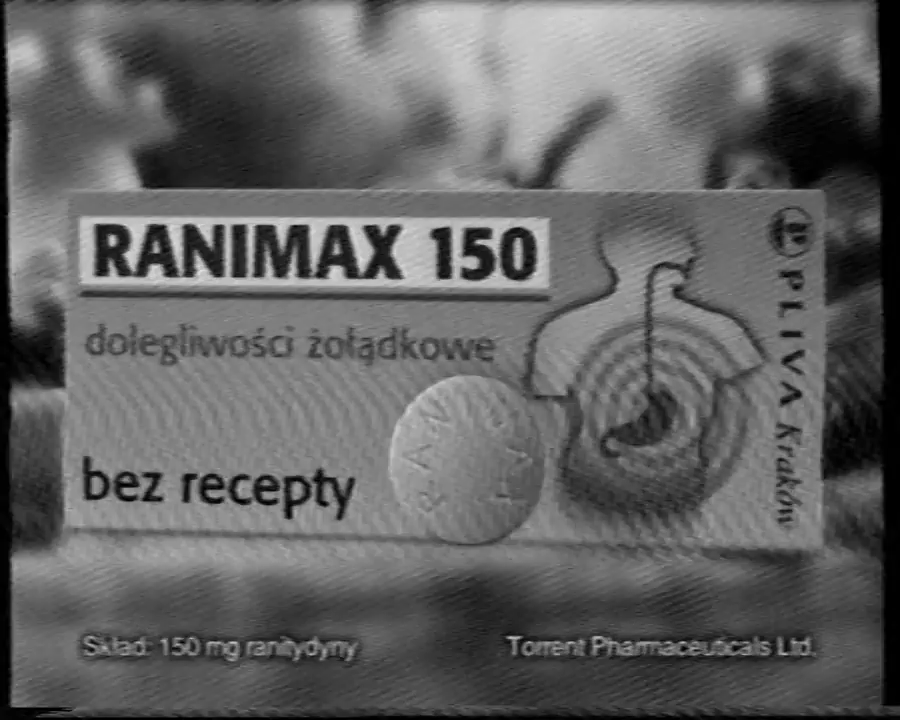 RANIMAX 150
dolegliwości żołądkowe
bez recepty
PLIVA Kraków
Skład: 150 mg ranitydyny
Torrent Pharmaceuticals Ltd.